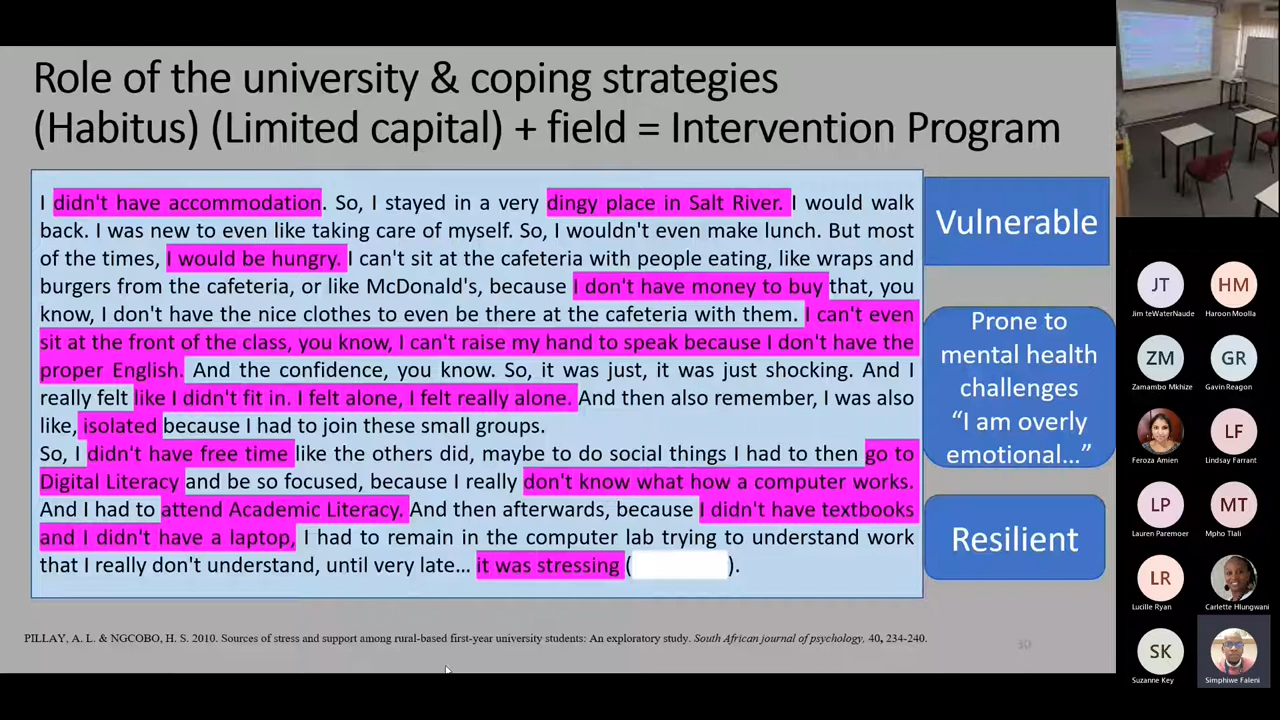 Role of the university & coping strategies
(Habitus) (Limited capital) + field = Intervention Program
I didn't have accommodation. So, I stayed in a very dingy place in Salt River. I would walk
back. I was new to even like taking care of myself. So, I wouldn't even make lunch. But most
of the times, I would be hungry. I can't sit at the cafeteria with people eating, like wraps and
burgers from the cafeteria, or like McDonald's, because I don't have money to buy that, you
know, I don't have the nice clothes to even be there at the cafeteria with them. I can't even
sit at the front of the class, you know, I can't raise my hand to speak because I don't have the
proper English. And the confidence, you know. So, it was just, it was just shocking. And I
really felt like I didn't fit in. I felt alone, I felt really alone. And then also remember, I was also
like, isolated because I had to join these small groups.
So, I didn't have free time like the others did, maybe to do social things I had to then go to
Digital Literacy and be so focused, because I really don't know what how a computer works.
And I had to attend Academic Literacy. And then afterwards, because I didn't have textbooks
and I didn't have a laptop, I had to remain in the computer lab trying to understand work
that I really don't understand, until very late... it was stressing ( ).
Vulnerable
Prone to
mental health
challenges
“I am overly
emotional...”
Resilient
PILLAY, A. L. & NGCOBO, H. S. 2010. Sources of stress and support among rural-based first-year university students: An exploratory study. South African journal of psychology, 40, 234-240.
30
JT
Jim teWaterNaude
HM
Haroon Moolla
ZM
Zamambo Mkhize
GR
Gavin Reagon
Feroza Amien
LF
Lindsay Farrant
LP
Lauren Paremoer
MT
Mpho Tlali
LR
Lucille Ryan
Carlette Hlungwani
SK
Suzanne Key
Simphiwe Faleni